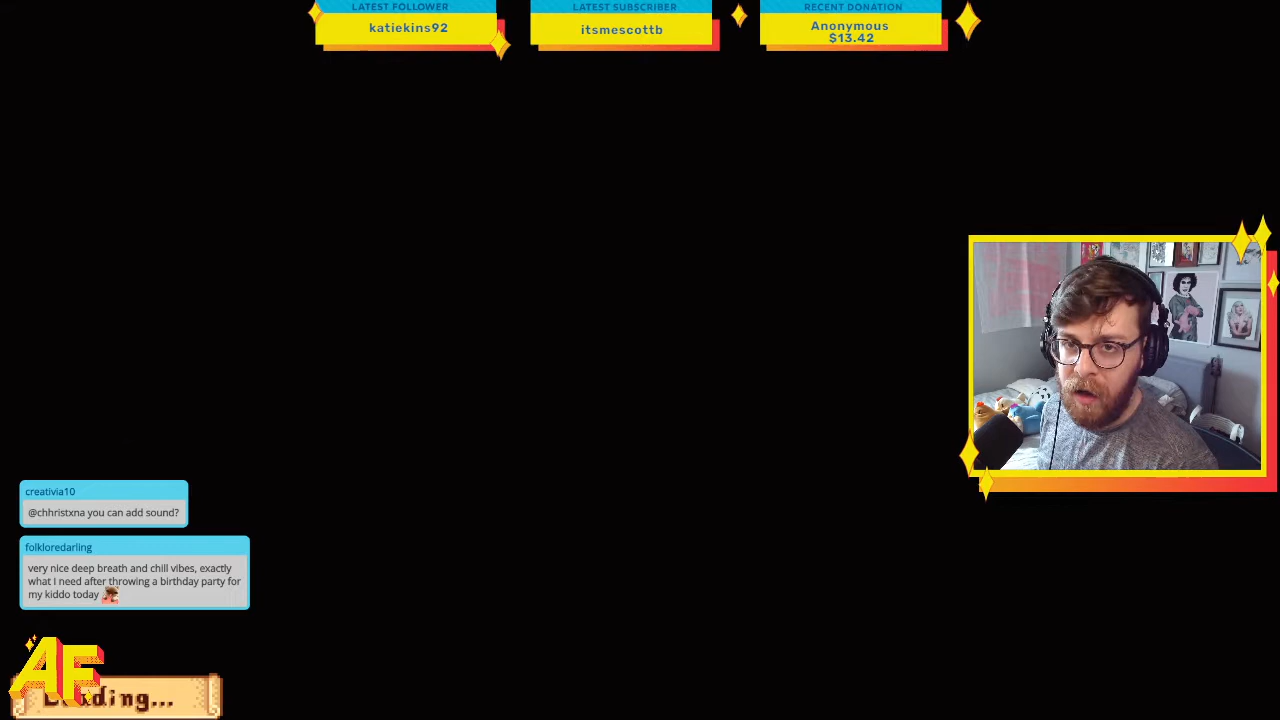 LATEST FOLLOWER
katiekins92
LATEST SUBSCRIBER
itsmescottb
RECENT DONATION
Anonymous
$13.42
creativia10
@chhristxna you can add sound?
folkloredarling
very nice deep breath and chill vibes, exactly
what I need after throwing a birthday party for
my kiddo today
AF
Loading...